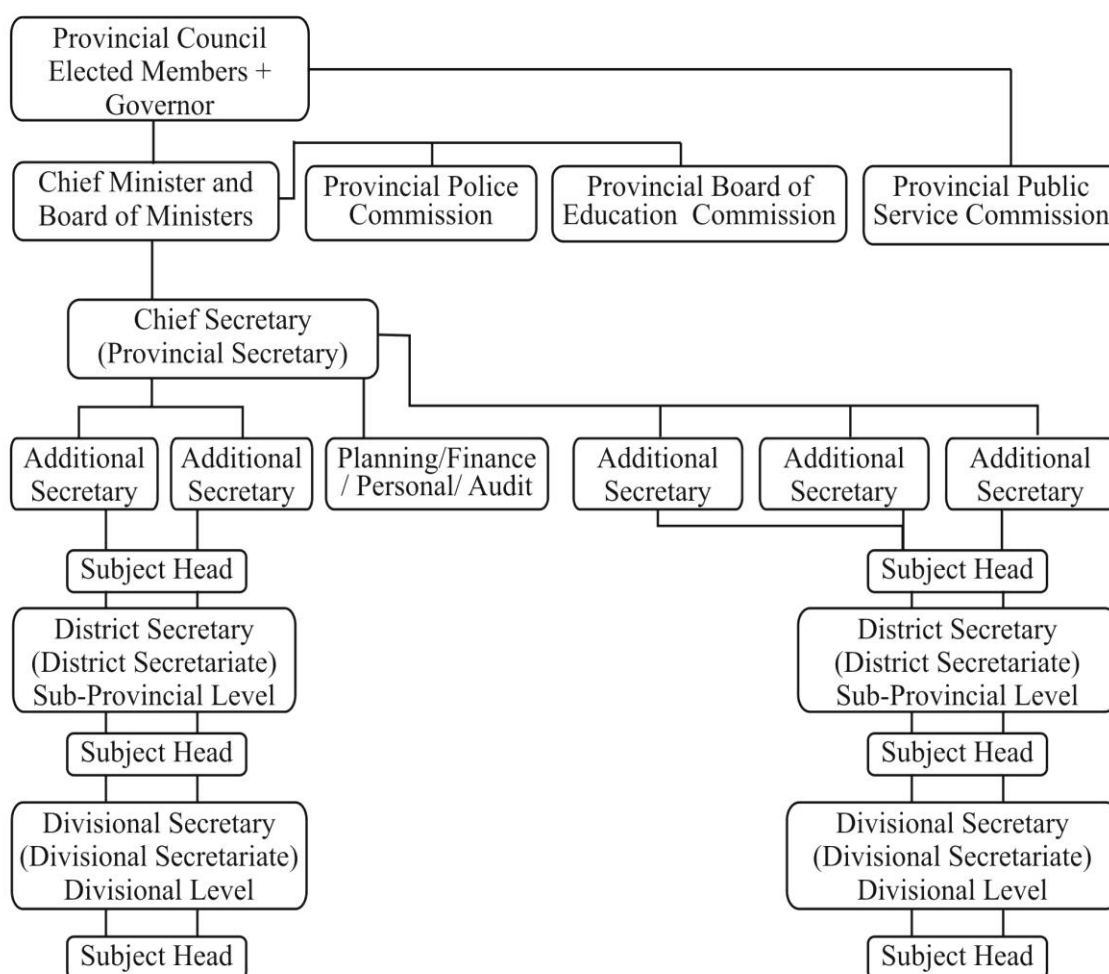 Provincial Council
Elected Members +
Governor
Chief Minister and
Board of Ministers
Provincial Police
Commission
Provincial Board of
Education Commission
Provincial Public
Service Commission
Chief Secretary
(Provincial Secretary)
Additional
Secretary
Additional
Secretary
Planning/Finance
/ Personal/ Audit
Additional
Secretary
Additional
Secretary
Additional
Secretary
Subject Head
Subject Head
District Secretary
(District Secretariate)
Sub-Provincial Level
District Secretary
(District Secretariate)
Sub-Provincial Level
Subject Head
Subject Head
Divisional Secretary
(Divisional Secretariate)
Divisional Level
Divisional Secretary
(Divisional Secretariate)
Divisional Level
Subject Head
Subject Head